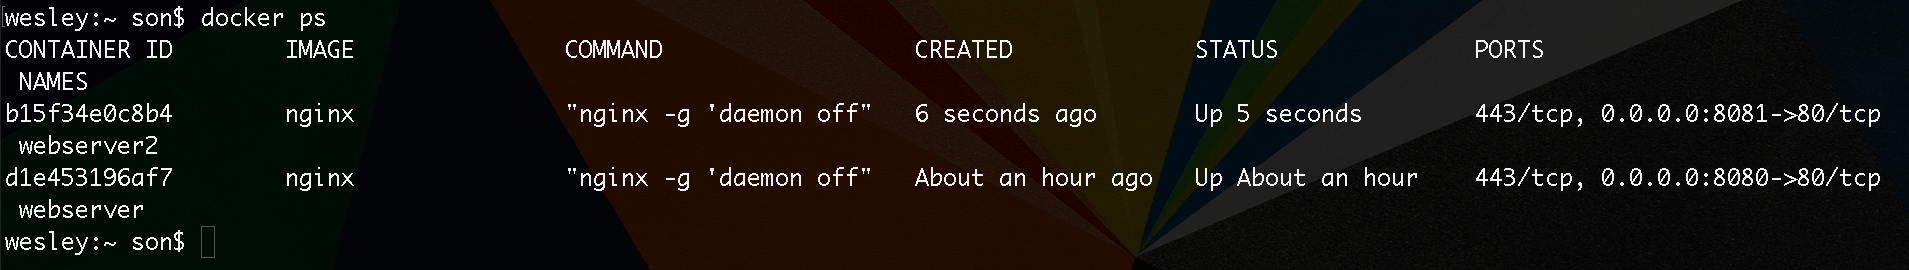 wesley:~ son$ docker ps
CONTAINER ID        IMAGE               COMMAND                  CREATED             STATUS              PORTS
 NAMES
b15f34e0c8b4        nginx               "nginx -g 'daemon off"   6 seconds ago       Up 5 seconds        443/tcp, 0.0.0.0:8081->80/tcp
 webserver2
d1e453196af7        nginx               "nginx -g 'daemon off"   About an hour ago   Up About an hour    443/tcp, 0.0.0.0:8080->80/tcp
 webserver
wesley:~ son$